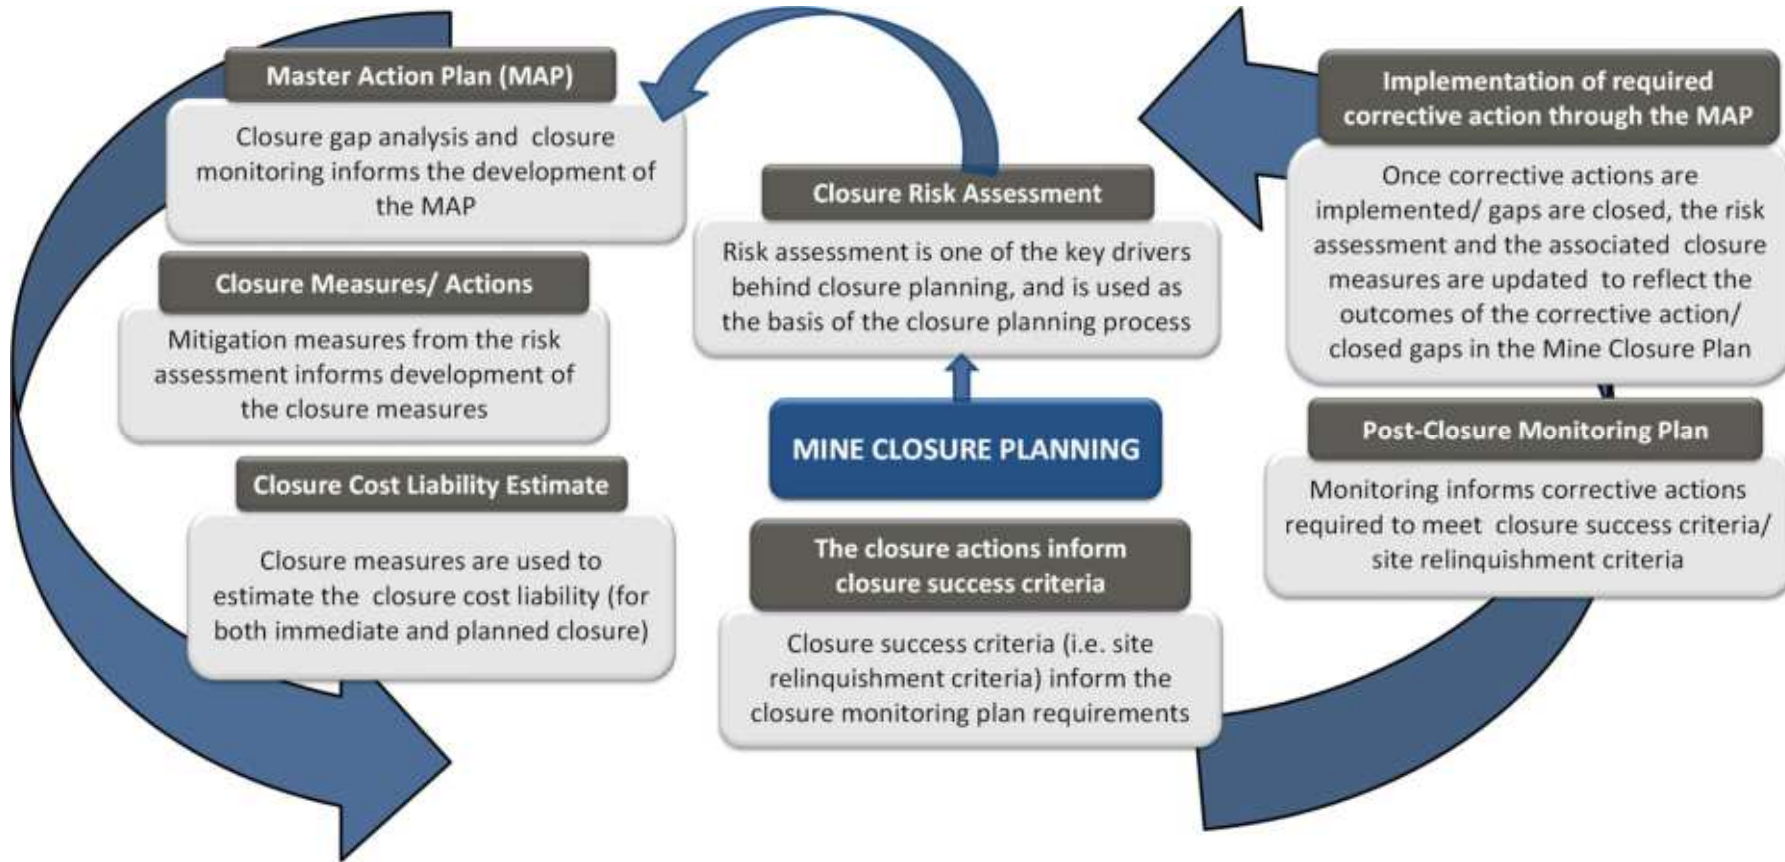 Master Action Plan (MAP)
Closure gap analysis and closure
monitoring informs the development of
the MAP
Closure Measures/ Actions
Mitigation measures from the risk
assessment informs development of
the closure measures
Closure Cost Liability Estimate
Closure measures are used to
estimate the closure cost liability (for
both immediate and planned closure)
Closure Risk Assessment
Risk assessment is one of the key drivers
behind closure planning, and is used as
the basis of the closure planning process
MINE CLOSURE PLANNING
The closure actions inform
closure success criteria
Closure success criteria (i.e. site
relinquishment criteria) inform the
closure monitoring plan requirements
Implementation of required
corrective action through the MAP
Once corrective actions are
implemented/ gaps are closed, the risk
assessment and the associated closure
measures are updated to reflect the
outcomes of the corrective action/
closed gaps in the Mine Closure Plan
Post-Closure Monitoring Plan
Monitoring informs corrective actions
required to meet closure success criteria/
site relinquishment criteria